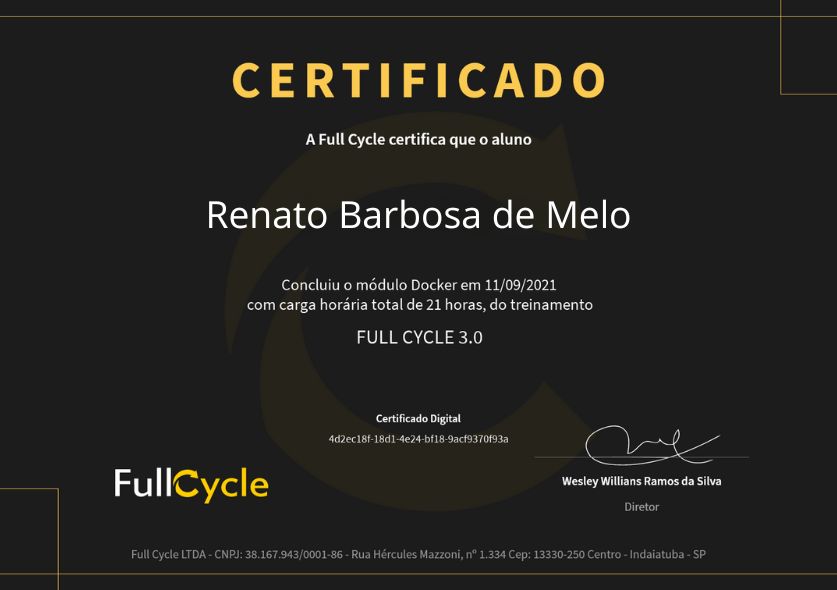 CERTIFICADO
A Full Cycle certifica que o aluno
Renato Barbosa de Melo
Concluiu o módulo Docker em 11/09/2021
com carga horária total de 21 horas, do treinamento
FULL CYCLE 3.0
Certificado Digital
4d2ec18f-18d1-4e24-bf18-9acf9370f93a
FullCycle
Wesley Willians Ramos da Silva
Diretor
Full Cycle LTDA - CNPJ: 38.167.943/0001-86 - Rua Hércules Mazzoni, nº 1.334 Cep: 13330-250 Centro - Indaiatuba - SP